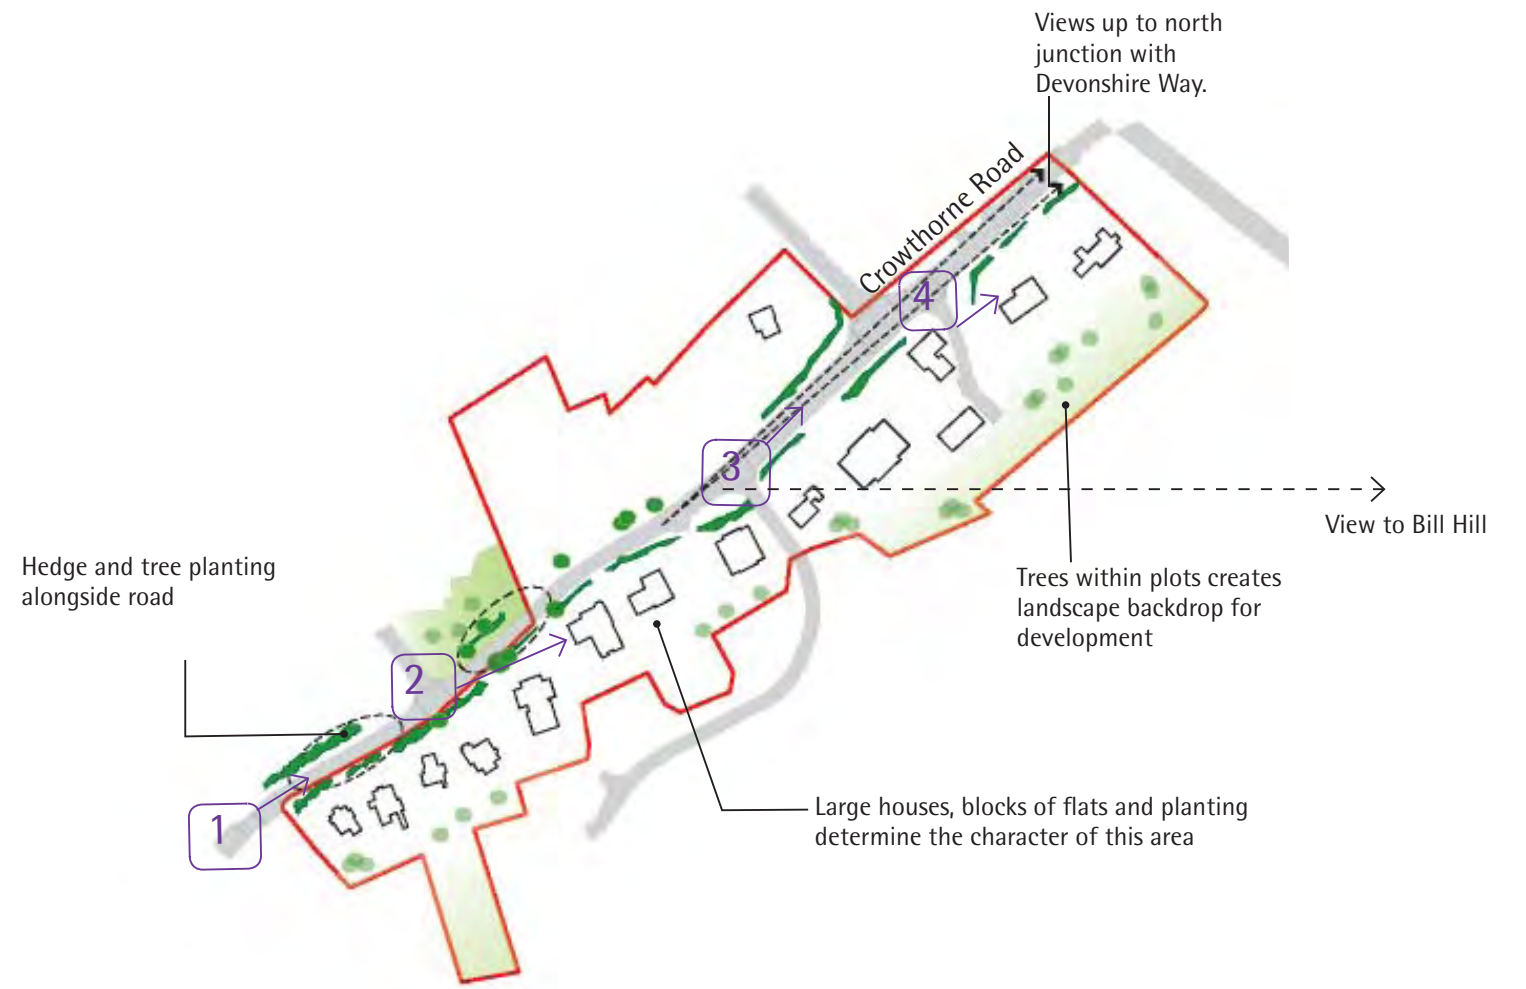 Views up to north
junction with
Devonshire Way.
Crowthorne Road
4
3
View to Bill Hill
Hedge and tree planting
alongside road
Trees within plots creates
landscape backdrop for
development
2
Large houses, blocks of flats and planting
determine the character of this area
1